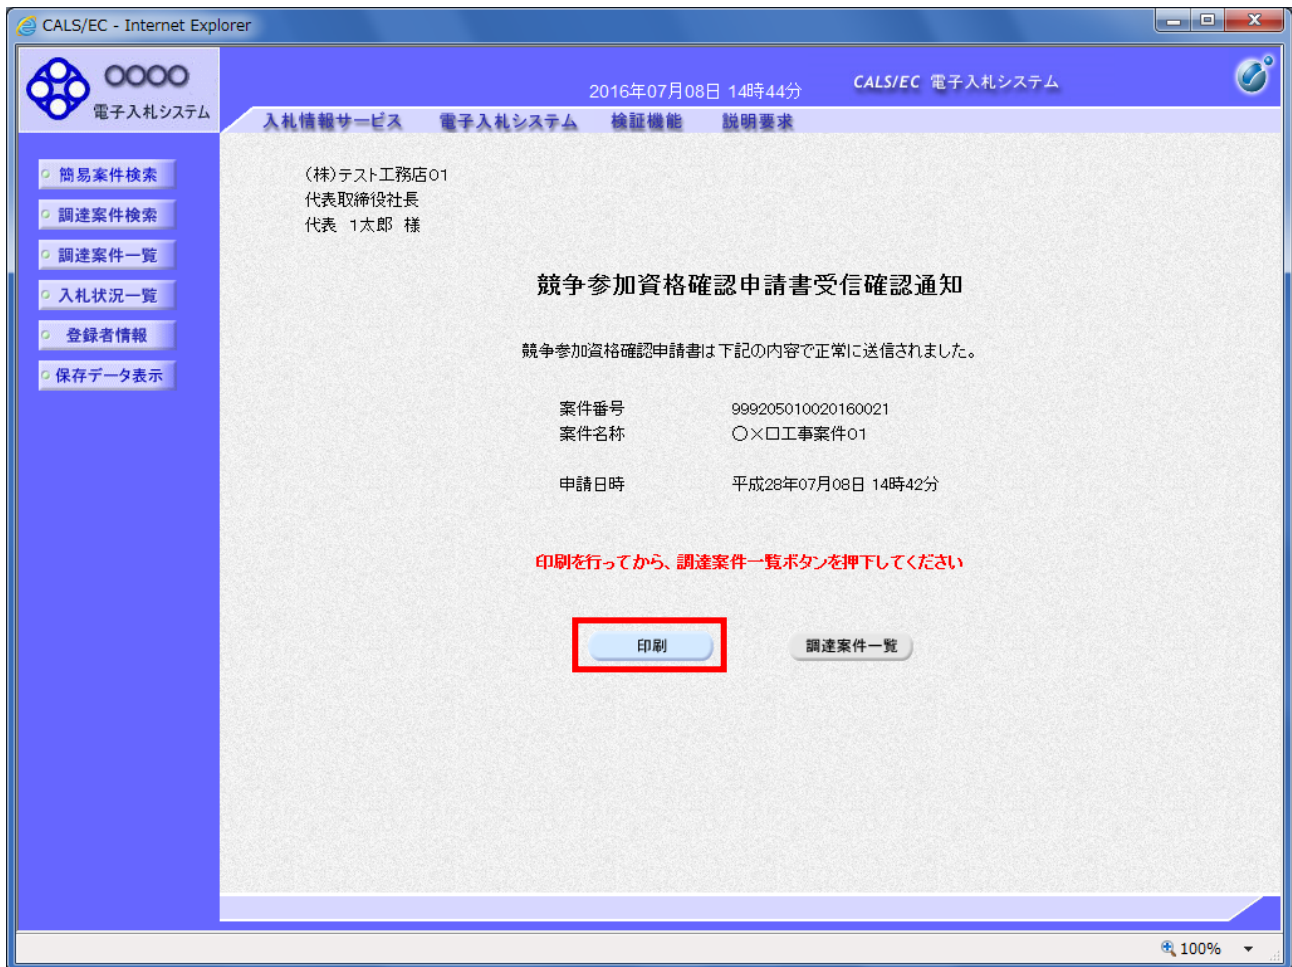 CALS/EC - Internet Explorer
○○○○
電子入札システム
2016年07月08日 14時44分
CALS/EC 電子入札システム
入札情報サービス 電子入札システム 検証機能 説明要求
簡易案件検索
調達案件検索
調達案件一覧
入札状況一覧
登録者情報
保存データ表示
(株)テスト工務店01
代表取締役社長
代表 1太郎 様
競争参加資格確認申請書受信確認通知
競争参加資格確認申請書は下記の内容で正常に送信されました。
案件番号 999205010020160021
案件名称 ○×口工事案件01
申請日時 平成28年07月08日 14時42分
印刷を行ってから、調達案件一覧ボタンを押下してください
印刷 調達案件一覧
100%